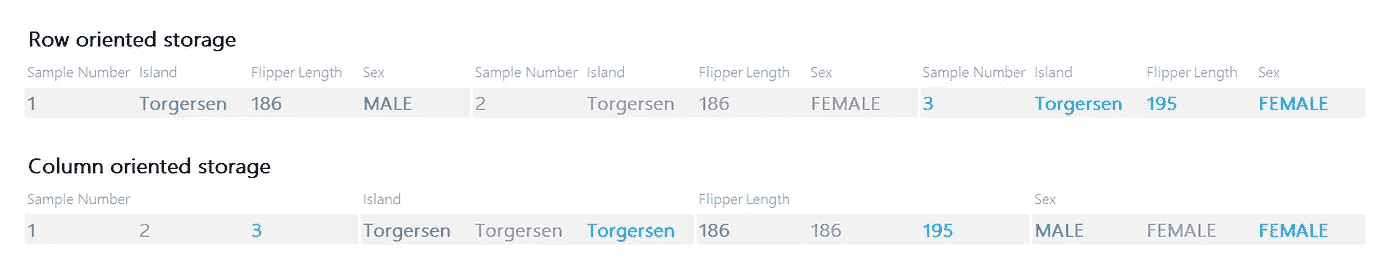 Row oriented storage
Sample Number Island Flipper Length Sex Sample Number Island Flipper Length Sex Sample Number Island Flipper Length Sex
1 Torgersen 186 MALE 2 Torgersen 186 FEMALE 3 Torgersen 195 FEMALE
Column oriented storage
Sample Number Island Flipper Length Sex
1 2 3 Torgersen Torgersen Torgersen 186 186 195 MALE FEMALE FEMALE